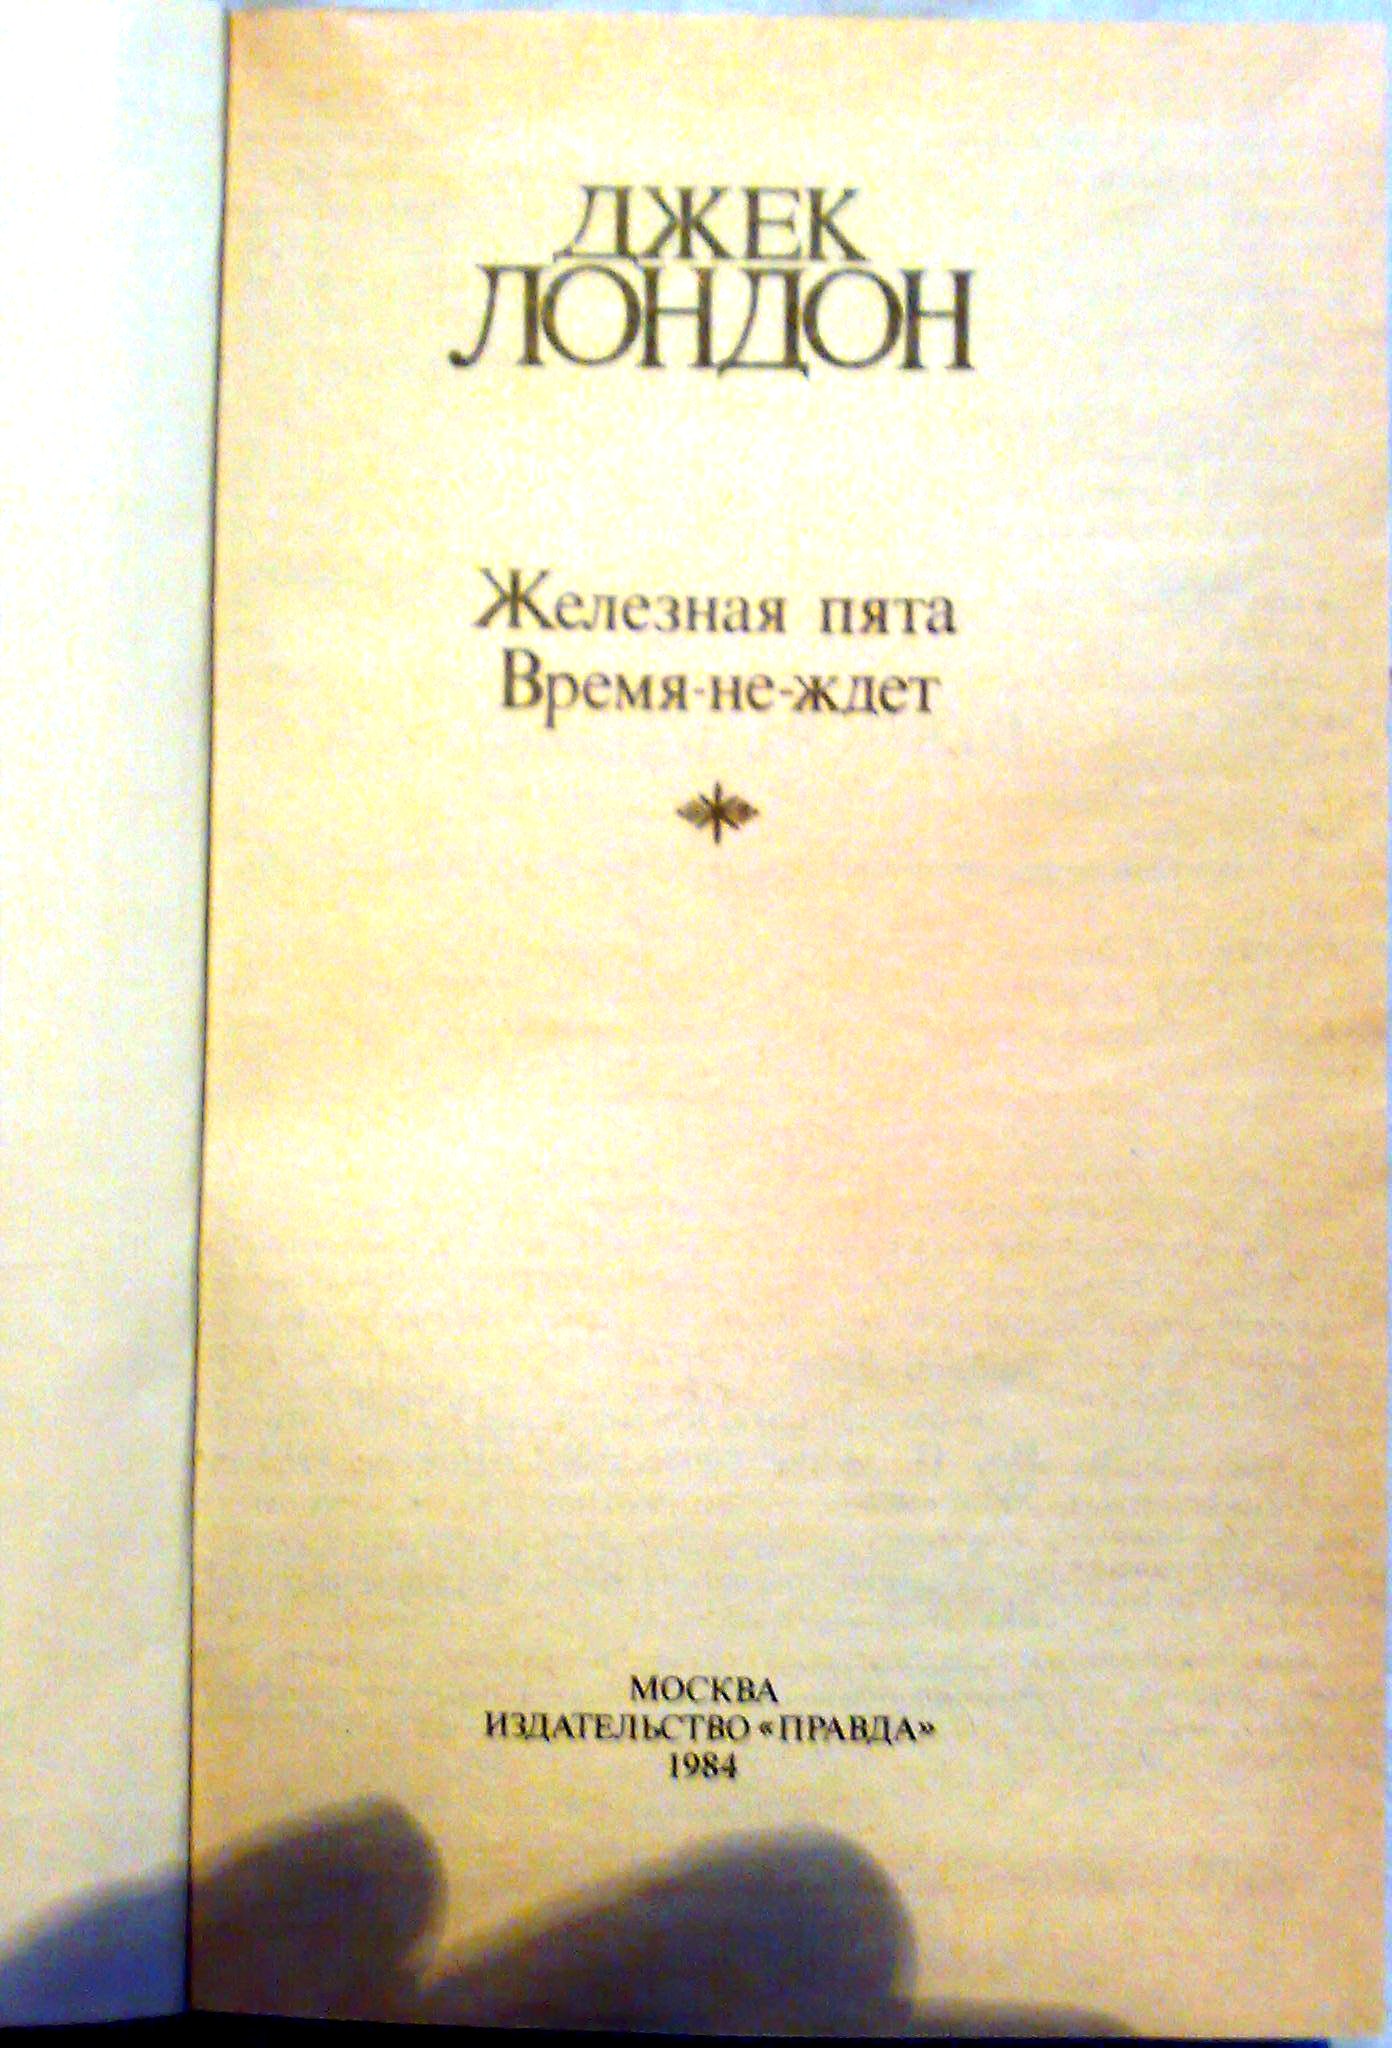 ДЖЕК
ЛОНДОН
Железная пята
Время-не-ждет
МОСКВА
ИЗДАТЕЛЬСТВО «ПРАВДА»
1984